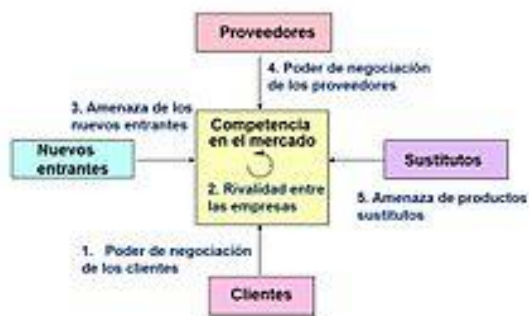 Proveedores
4. Poder de negociación
de los proveedores
3. Amenaza de los
nuevos entrantes
Competencia
en el mercado
Nuevos
entrantes
2. Rivalidad entre
las empresas
Sustitutos
5. Amenaza de productos
sustitutos
1. Poder de negociación
de los clientes
Clientes